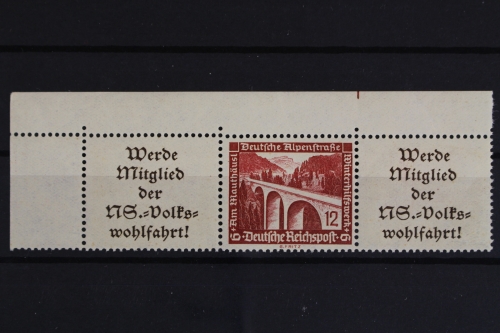 Werde
Mitglied
der
NS.=Volks=
wohlfahrt!
Deutsche Alpenstraße
6+Am Mauthäusl
Winterhilfswerk+6
12
Deutsche Reichspost
Werde
Mitglied
der
NS.=Volks=
wohlfahrt!